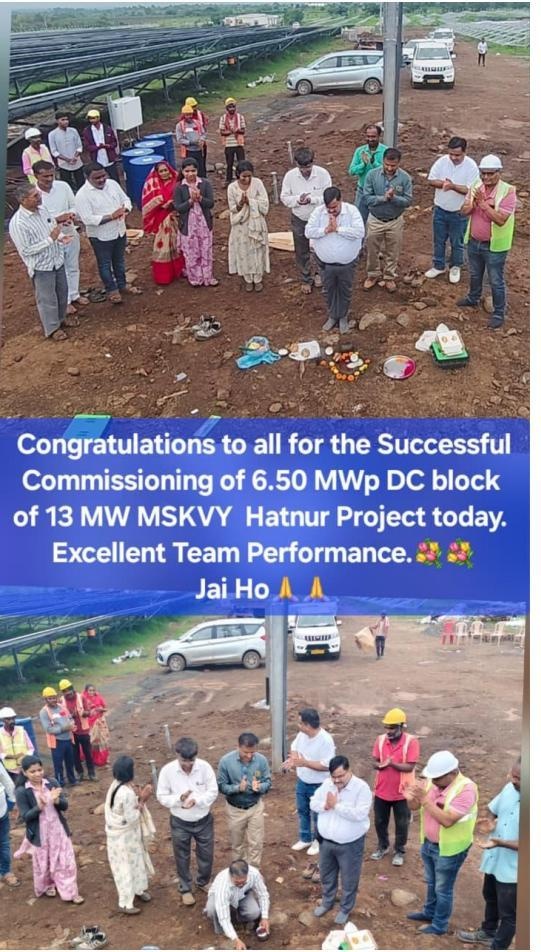 Congratulations to all for the Successful
Commissioning of 6.50 MWp DC block
of 13 MW MSKVY Hatnur Project today.
Excellent Team Performance.💐💐
Jai Ho🙏🙏